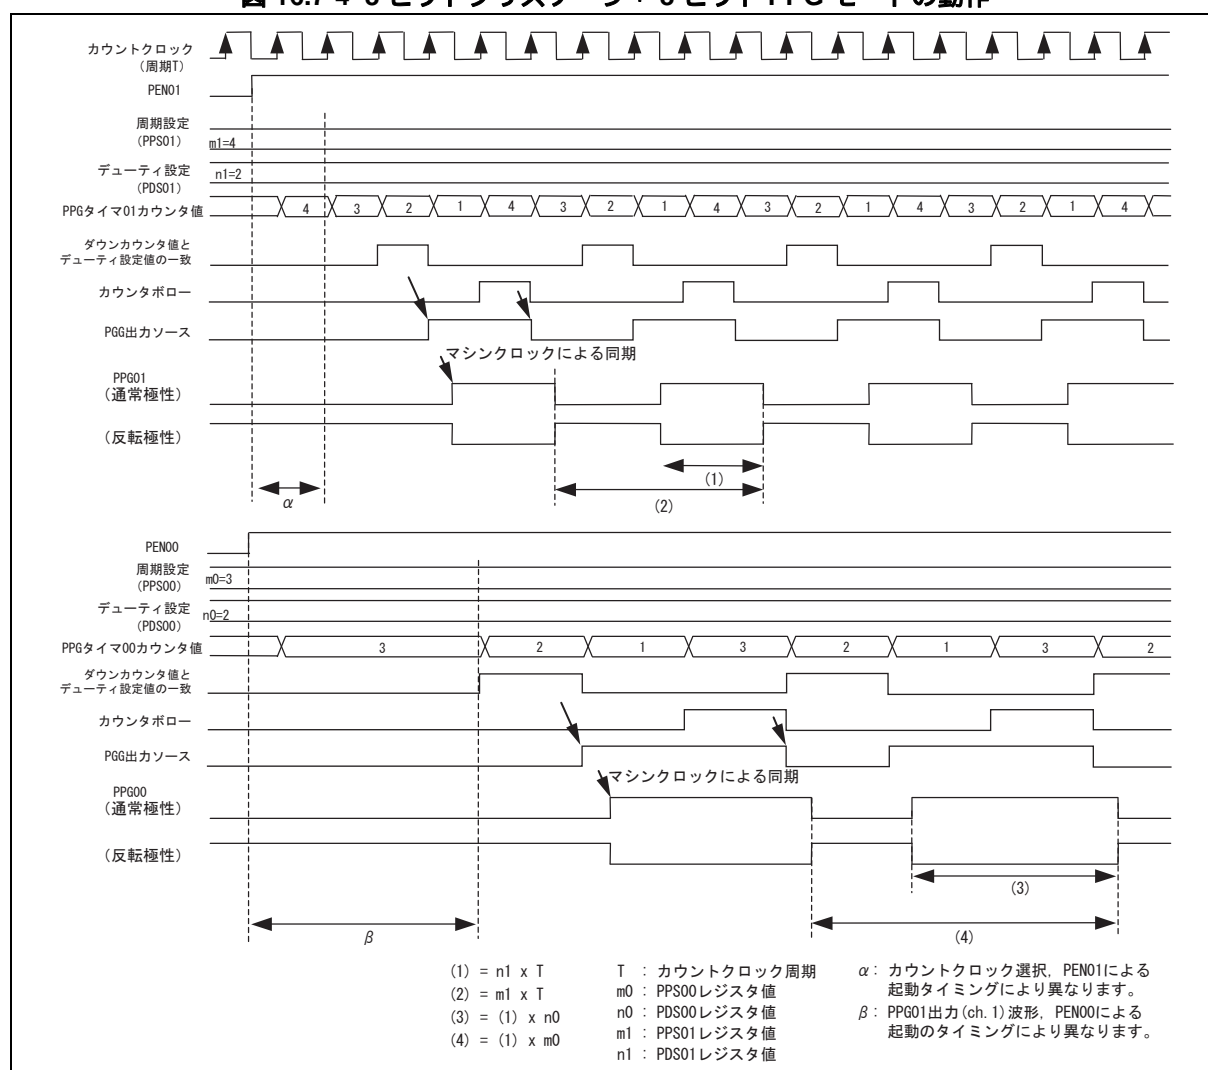 カウントクロック
(周期T)
PEN01
周期設定
(PPS01) m1=4
デューティ設定 n1=2
(PDS01)
PPGタイマ01カウンタ値 4 3 2 1 4 3 2 1 4 3 2 1 4 3 2 1 4
ダウンカウンタ値と
デューティ設定値の一致
カウンタボロー
PGG出力ソース
マシンクロックによる同期
PPG01
(通常極性)
(反転極性)
(1)
α (2)
PEN00
周期設定
(PPS00) m0=3
デューティ設定 n0=2
(PDS00)
PPGタイマ00カウンタ値 3 2 1 3 2 1 3 2
ダウンカウンタ値と
デューティ設定値の一致
カウンタボロー
PGG出力ソース
マシンクロックによる同期
PPG00
(通常極性)
(反転極性)
(3)
β (4)
(1) = n1 x T
(2) = m1 x T
(3) = (1) x n0
(4) = (1) x m0
T : カウントクロック周期
m0 : PPS00レジスタ値
n0 : PDS00レジスタ値
m1 : PPS01レジスタ値
n1 : PDS01レジスタ値
α: カウントクロック選択, PEN01による
起動タイミングにより異なります。
β: PPG01出力(ch.1)波形, PEN00による
起動のタイミングにより異なります。